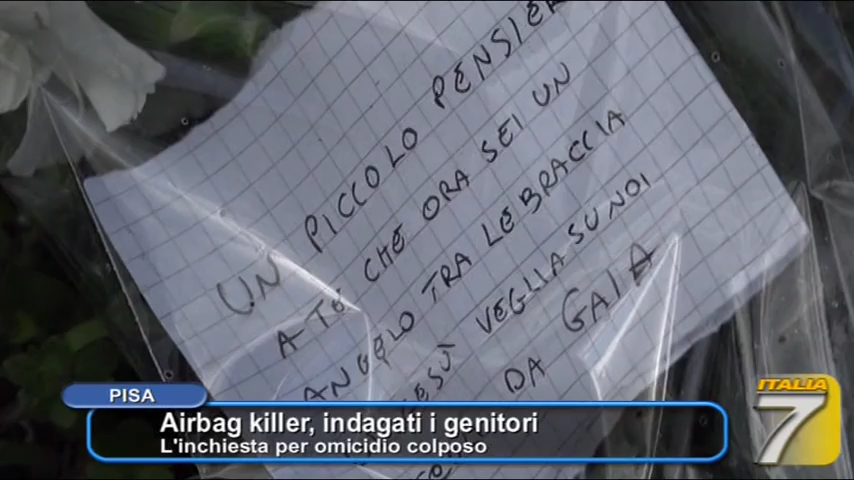 UN PICCOLO PENSIER
A TE CHE ORA SEI UN
ANGELO TRA LE BRACCIA
GESÙ VEGLIA SU NOI
DA GAIA
PISA
Airbag killer, indagati i genitori
L'inchiesta per omicidio colposo
ITALIA
7